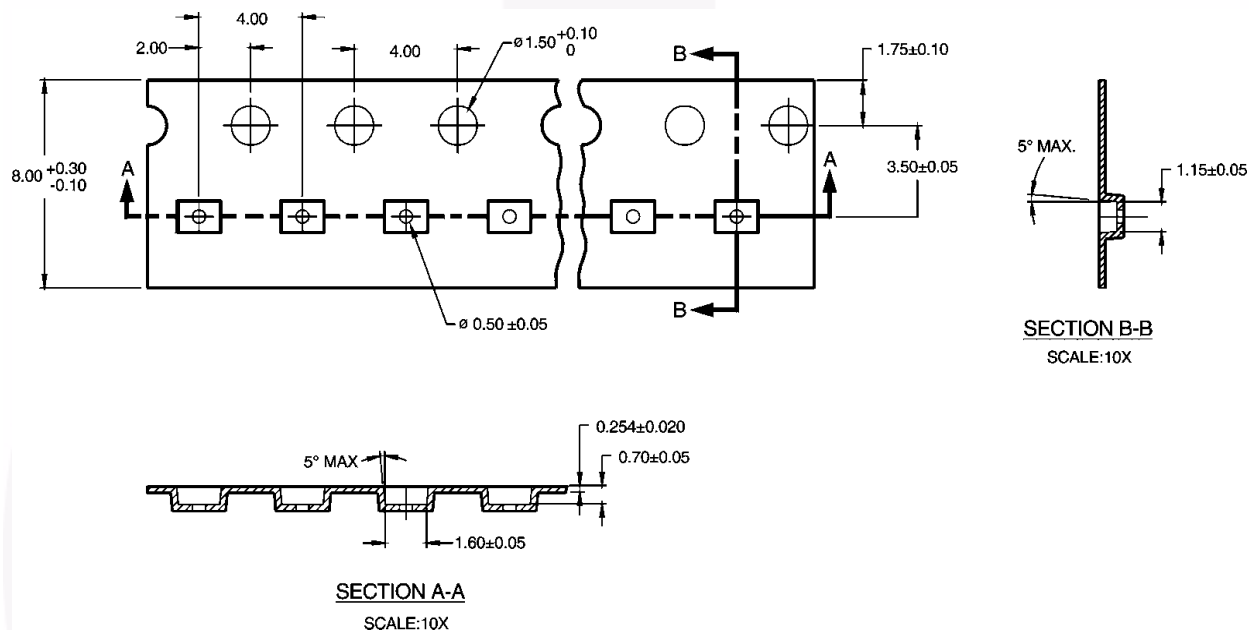 4.00
2.00
4.00
ø1.50 +0.10
0
B
1.75±0.10
8.00 +0.30
-0.10
A
A
3.50±0.05
5° MAX.
1.15±0.05
B
ø 0.50 ±0.05
SECTION B-B
SCALE:10X
0.254±0.020
5° MAX
0.70±0.05
1.60±0.05
SECTION A-A
SCALE:10X